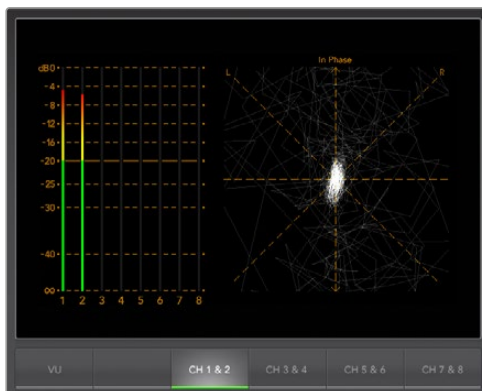 In Phase
dB0
L
R
-4
-8
-12
-16
-20
-25
-30
-40
∞
1 2 3 4 5 6 7 8
VU
CH 1 & 2
CH 3 & 4
CH 5 & 6
CH 7 & 8